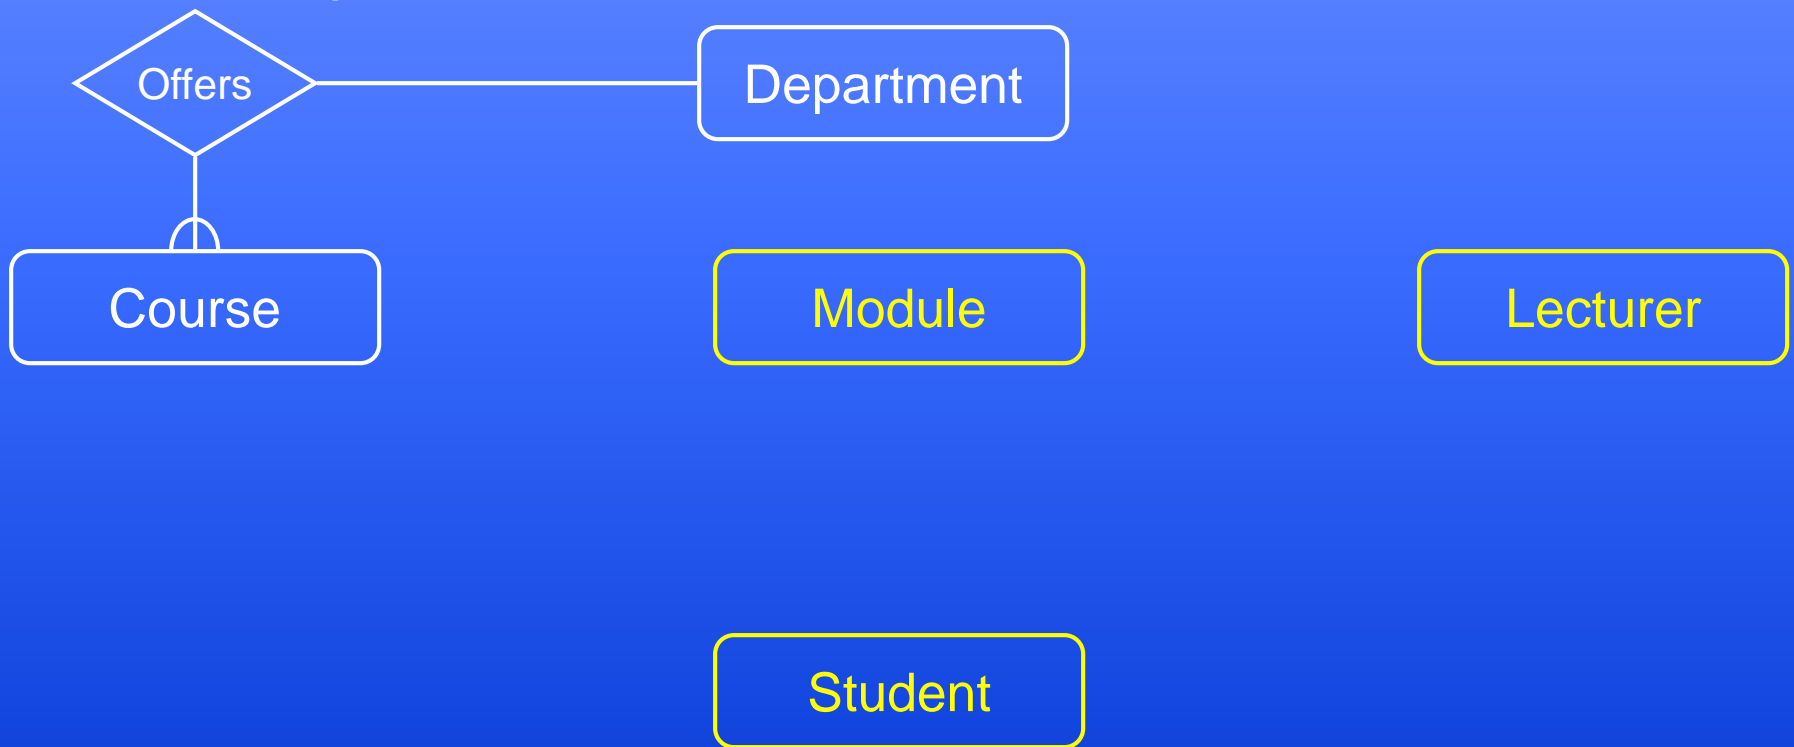 Offers
Department
Course
Module
Lecturer
Student